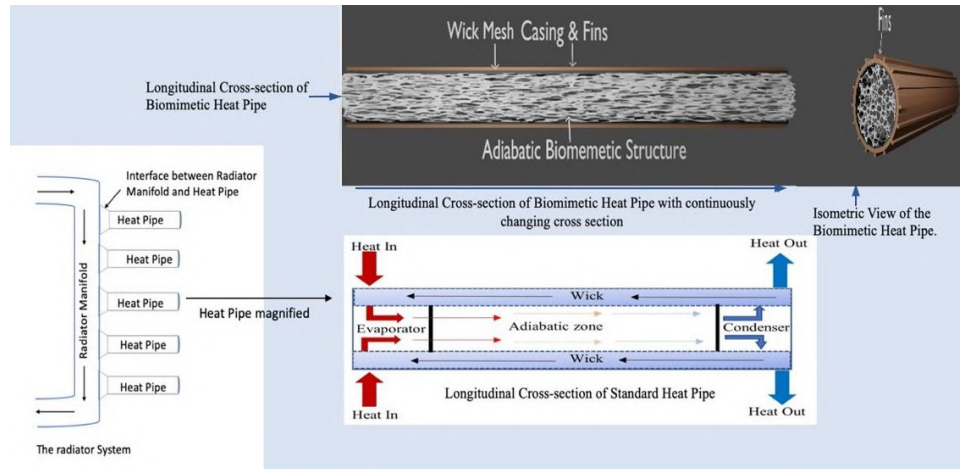 Wick Mesh Casing & Fins
Fins
Longitudinal Cross-section of
Biomimetic Heat Pipe
Adiabatic Biomemetic Structure
Interface between Radiator
Manifold and Heat Pipe
Longitudinal Cross-section of Biomimetic Heat Pipe with continuously
changing cross section
Isometric View of the
Biomimetic Heat Pipe.
Heat Pipe
Heat Pipe
Heat Pipe
Heat Pipe
Heat Pipe
Radiator Manifold
The radiator System
Heat Pipe magnified
Heat In
Heat Out
Wick
Evaporator
Adiabatic zone
Condenser
Wick
Longitudinal Cross-section of Standard Heat Pipe
Heat In
Heat Out